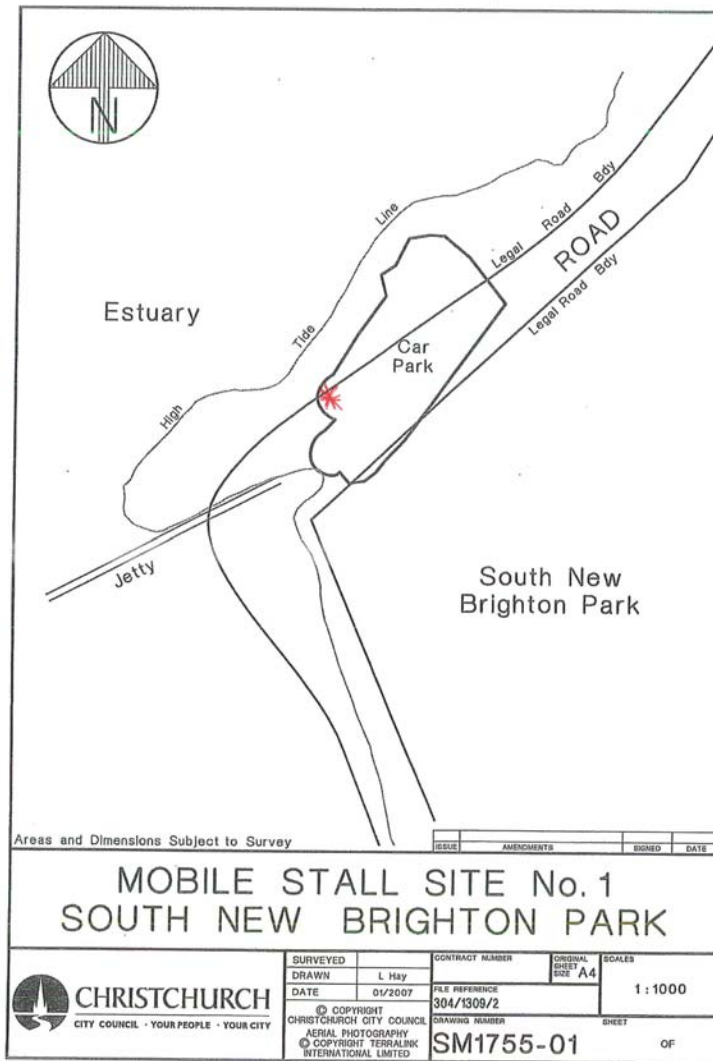 N
Estuary
High Tide Line
Legal Road Bdy
ROAD
Legal Road Bdy
Car
Park
Jetty
South New
Brighton Park
Areas and Dimensions Subject to Survey
ISSUE AMENDMENTS SIGNED DATE
MOBILE STALL SITE No. 1
SOUTH NEW BRIGHTON PARK
CHRISTCHURCH
CITY COUNCIL · YOUR PEOPLE · YOUR CITY
SURVEYED
DRAWN L Hay
DATE 01/2007
© COPYRIGHT
CHRISTCHURCH CITY COUNCIL
AERIAL PHOTOGRAPHY
© COPYRIGHT TERRALINK
INTERNATIONAL LIMITED
CONTRACT NUMBER
ORIGINAL
SHEET
SIZE A4
SCALES
1 : 1000
FILE REFERENCE
304/1309/2
DRAWING NUMBER
SM1755-01
SHEET
OF